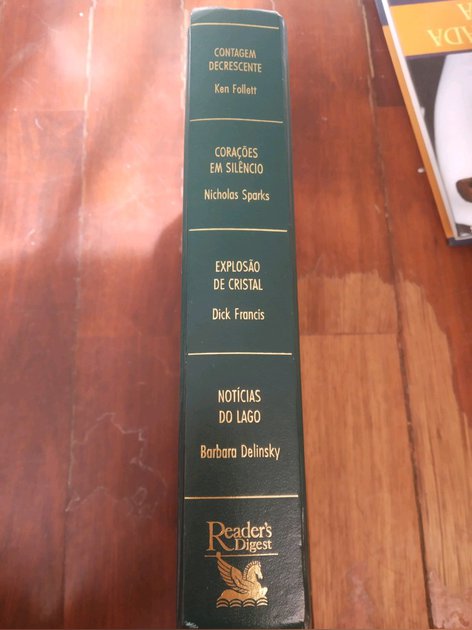 CONTAGEM
DECRESCENTE
Ken Follett
CORAÇÕES
EM SILÊNCIO
Nicholas Sparks
EXPLOSÃO
DE CRISTAL
Dick Francis
NOTÍCIAS
DO LAGO
Barbara Delinsky
Reader's
Digest